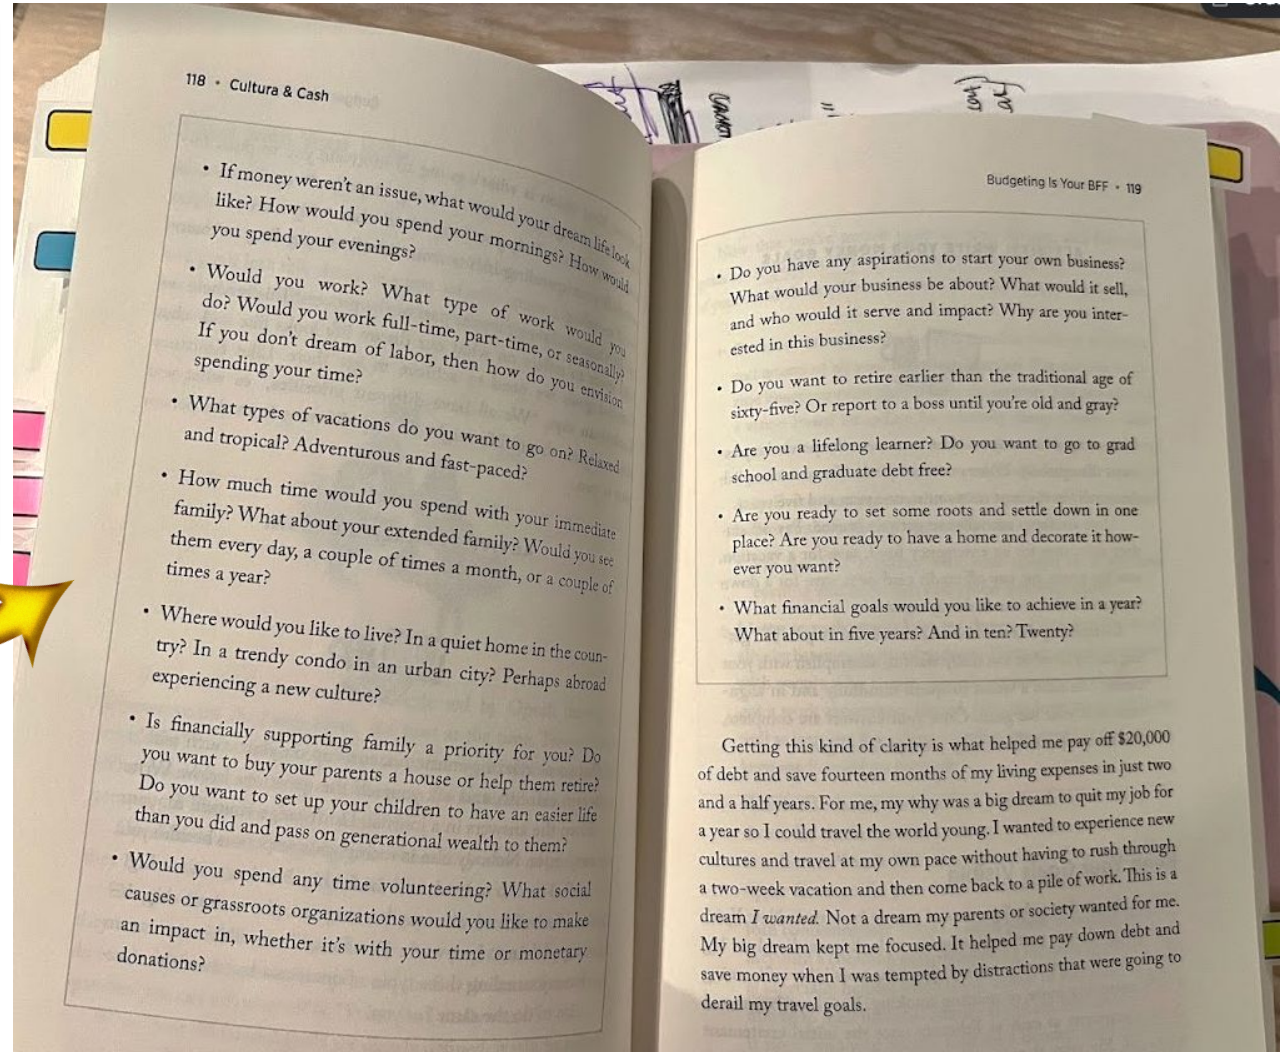 118 • Cultura & Cash
• If money weren't an issue, what would your dream life look
like? How would you spend your mornings? How would
you spend your evenings?
• Would you work? What type of work would you
do? Would you work full-time, part-time, or seasonally?
If you don't dream of labor, then how do you envision
spending your time?
• What types of vacations do you want to go on? Relaxed
and tropical? Adventurous and fast-paced?
• How much time would you spend with your immediate
family? What about your extended family? Would you see
them every day, a couple of times a month, or a couple of
times a year?
• Where would you like to live? In a quiet home in the coun-
try? In a trendy condo in an urban city? Perhaps abroad
experiencing a new culture?
• Is financially supporting family a priority for you? Do
you want to buy your parents a house or help them retire?
Do you want to set up your children to have an easier life
than you did and pass on generational wealth to them?
• Would you spend any time volunteering? What social
causes or grassroots organizations would you like to make
an impact in, whether it's with your time or monetary
donations?
Budgeting Is Your BFF • 119
• Do you have any aspirations to start your own business?
What would your business be about? What would it sell,
and who would it serve and impact? Why are you inter-
ested in this business?
• Do you want to retire earlier than the traditional age of
sixty-five? Or report to a boss until you're old and gray?
• Are you a lifelong learner? Do you want to go to grad
school and graduate debt free?
• Are you ready to set some roots and settle down in one
place? Are you ready to have a home and decorate it how-
ever you want?
• What financial goals would you like to achieve in a year?
What about in five years? And in ten? Twenty?
Getting this kind of clarity is what helped me pay off $20,000
of debt and save fourteen months of my living expenses in just two
and a half years. For me, my why was a big dream to quit my job for
a year so I could travel the world young. I wanted to experience new
cultures and travel at my own pace without having to rush through
a two-week vacation and then come back to a pile of work. This is a
dream I wanted. Not a dream my parents or society wanted for me.
My big dream kept me focused. It helped me pay down debt and
save money when I was tempted by distractions that were going to
derail my travel goals.